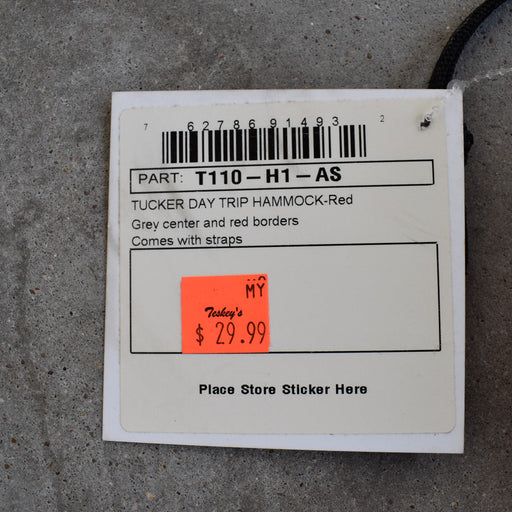 7 62786 91493 2
PART: T110-H1-AS
TUCKER DAY TRIP HAMMOCK-Red
Grey center and red borders
Comes with straps
MY
Teskey's
$ 29.99
Place Store Sticker Here